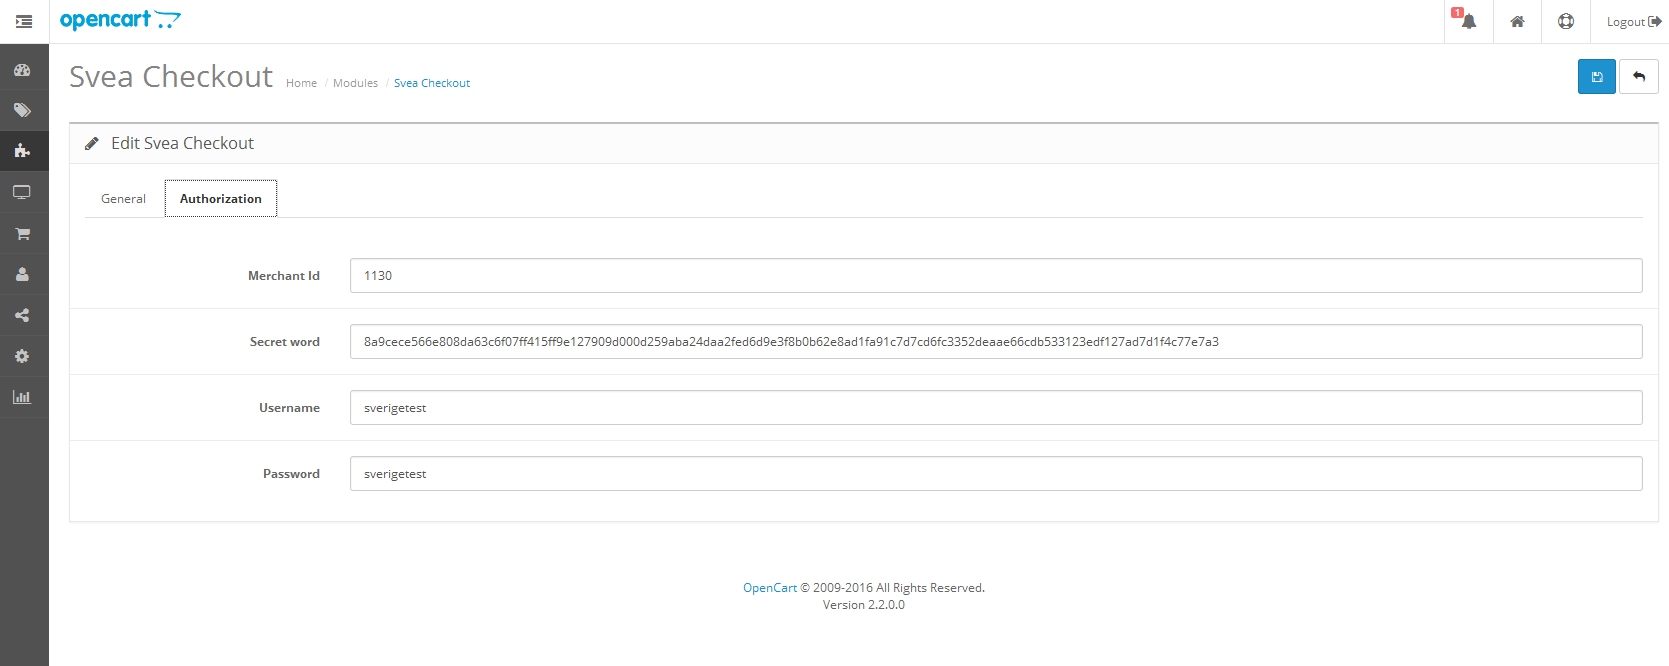 opencart
1
Logout
Svea Checkout
Home / Modules / Svea Checkout
Edit Svea Checkout
General
Authorization
Merchant Id
1130
Secret word
8a9cece566e808da63c6f07ff415ff9e127909d000d259aba24daa2fed6d9e3f8b0b62e8ad1fa91c7d7cd6fc3352deaae66cdb533123edf127ad7d1f4c77e7a3
Username
sverigetest
Password
sverigetest
OpenCart © 2009-2016 All Rights Reserved.
Version 2.2.0.0